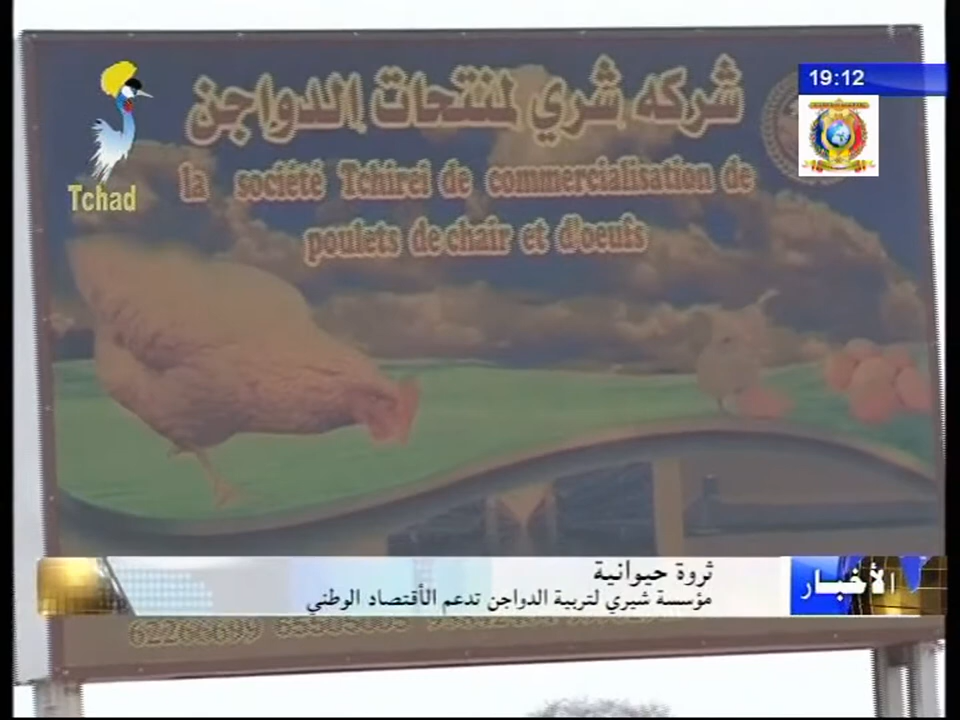 19:12
Tchad
شركه شري لمنتجات الدواجن
la société Tchirei de commercialisation de
poulets de chair et d'oeufs
ثروة حيوانية
الأخبار
مؤسسة شيري لتربية الدواجن تدعم الأقتصاد الوطني
62266699